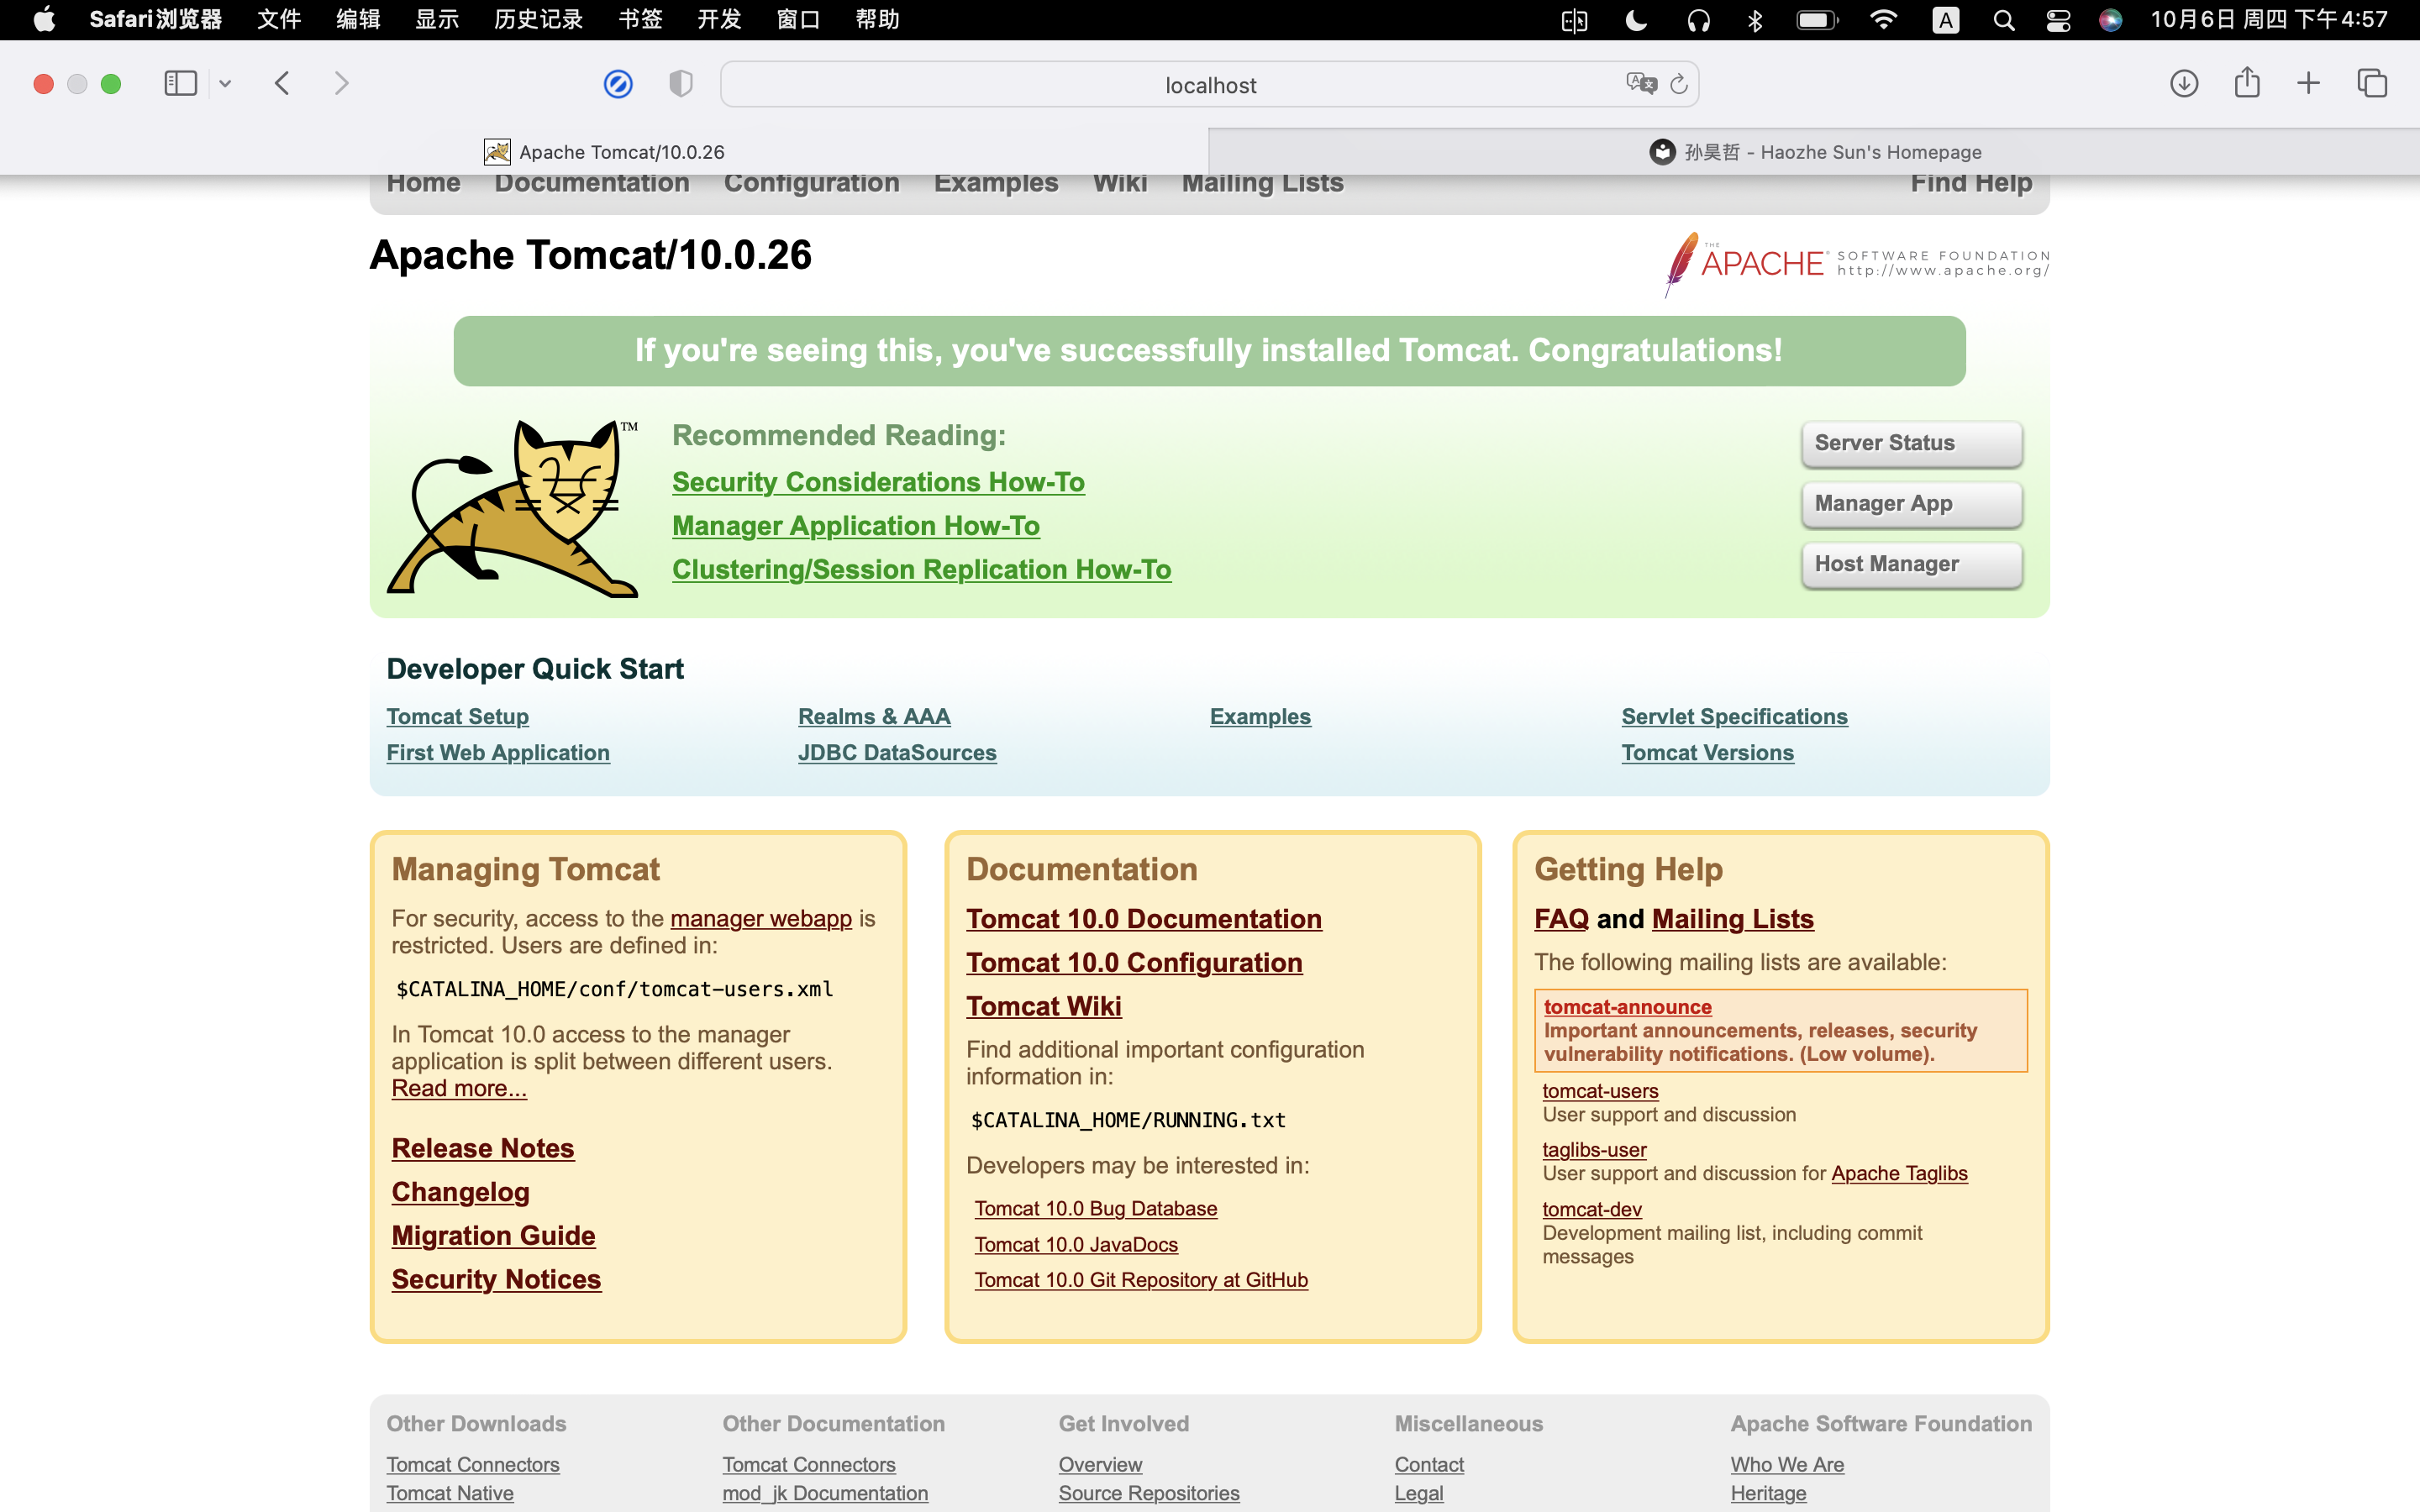 Safari浏览器 文件 编辑 显示 历史记录 书签 开发 窗口 帮助 A 10月6日 周四 下午4:57
localhost
Apache Tomcat/10.0.26 孙昊哲 - Haozhe Sun's Homepage
Home Documentation Configuration Examples Wiki Mailing Lists Find Help
Apache Tomcat/10.0.26
THE APACHE® SOFTWARE FOUNDATION
http://www.apache.org/
If you're seeing this, you've successfully installed Tomcat. Congratulations!
TM
Recommended Reading:
Security Considerations How-To
Manager Application How-To
Clustering/Session Replication How-To
Server Status
Manager App
Host Manager
Developer Quick Start
Tomcat Setup
First Web Application
Realms & AAA
JDBC DataSources
Examples
Servlet Specifications
Tomcat Versions
Managing Tomcat
For security, access to the manager webapp is
restricted. Users are defined in:
$CATALINA_HOME/conf/tomcat-users.xml
In Tomcat 10.0 access to the manager
application is split between different users.
Read more...
Release Notes
Changelog
Migration Guide
Security Notices
Documentation
Tomcat 10.0 Documentation
Tomcat 10.0 Configuration
Tomcat Wiki
Find additional important configuration
information in:
$CATALINA_HOME/RUNNING.txt
Developers may be interested in:
Tomcat 10.0 Bug Database
Tomcat 10.0 JavaDocs
Tomcat 10.0 Git Repository at GitHub
Getting Help
FAQ and Mailing Lists
The following mailing lists are available:
tomcat-announce
Important announcements, releases, security
vulnerability notifications. (Low volume).
tomcat-users
User support and discussion
taglibs-user
User support and discussion for Apache Taglibs
tomcat-dev
Development mailing list, including commit
messages
Other Downloads
Tomcat Connectors
Tomcat Native
Other Documentation
Tomcat Connectors
mod_jk Documentation
Get Involved
Overview
Source Repositories
Miscellaneous
Contact
Legal
Apache Software Foundation
Who We Are
Heritage